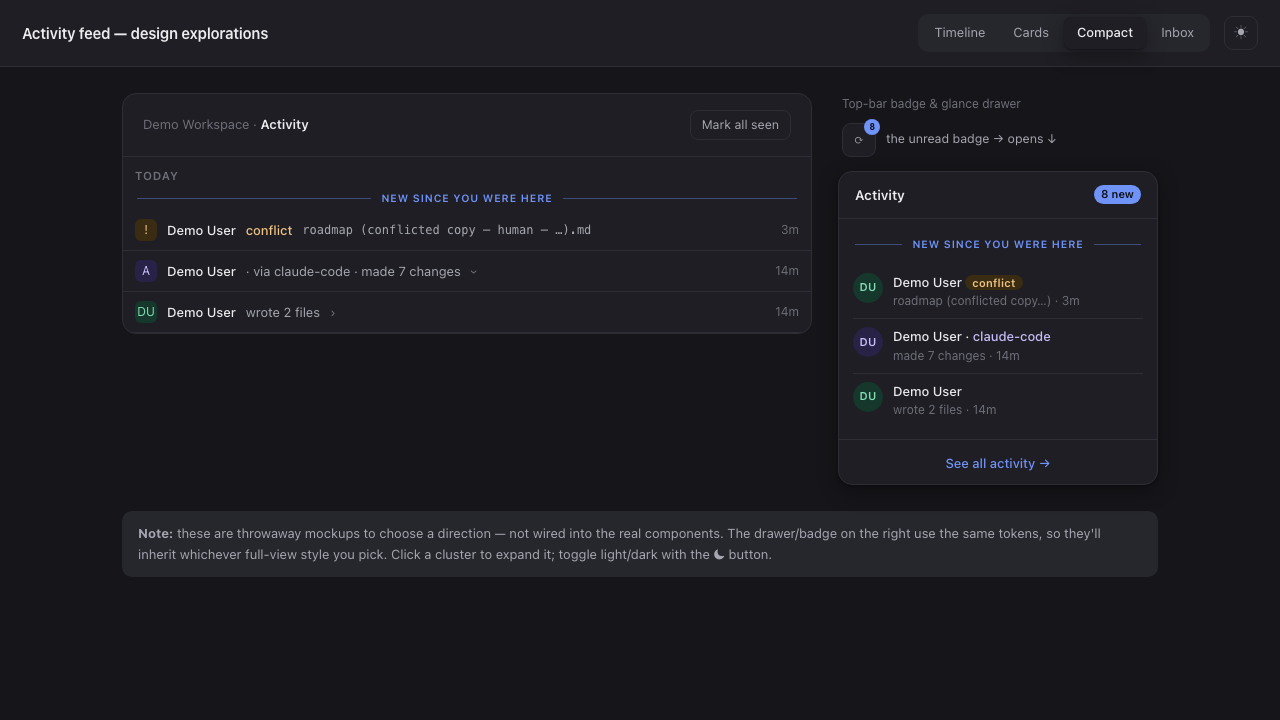 Activity feed — design explorations
Timeline Cards Compact Inbox
Demo Workspace · Activity
Mark all seen
TODAY
NEW SINCE YOU WERE HERE
! Demo User conflict roadmap (conflicted copy — human — …).md 3m
A Demo User · via claude-code · made 7 changes 14m
DU Demo User wrote 2 files › 14m
Top-bar badge & glance drawer
8
the unread badge → opens ↓
Activity
8 new
NEW SINCE YOU WERE HERE
DU Demo User conflict
roadmap (conflicted copy…) · 3m
DU Demo User · claude-code
made 7 changes · 14m
DU Demo User
wrote 2 files · 14m
See all activity →
Note: these are throwaway mockups to choose a direction — not wired into the real components. The drawer/badge on the right use the same tokens, so they'll
inherit whichever full-view style you pick. Click a cluster to expand it; toggle light/dark with the ⏾ button.